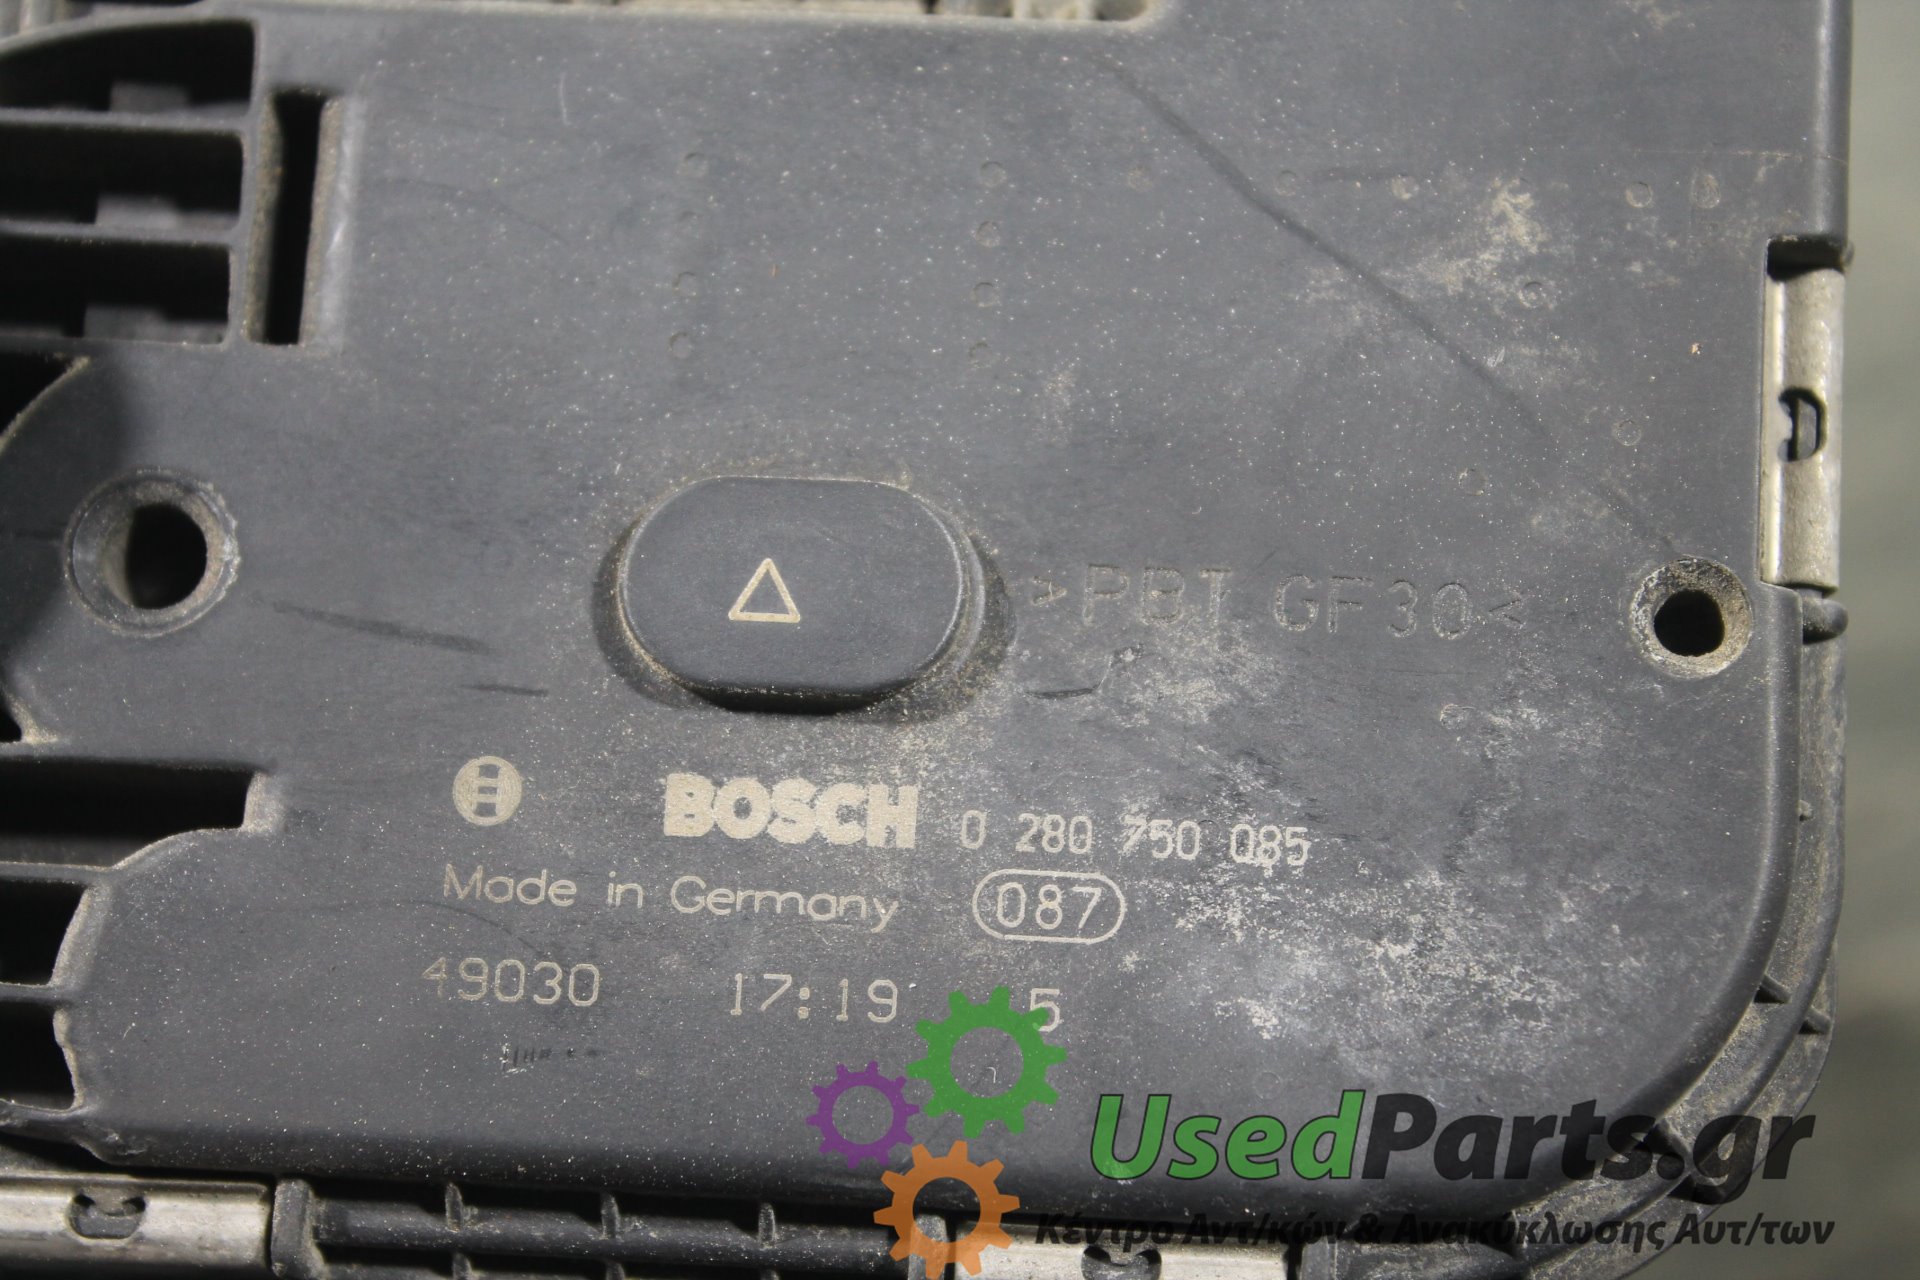 >PBT GF30<
BOSCH 0 280 750 085
Made in Germany 087
49030 17:19 5
UsedParts.gr
Κέντρο Αντ/κών & Ανακύκλωσης Αυτ/των